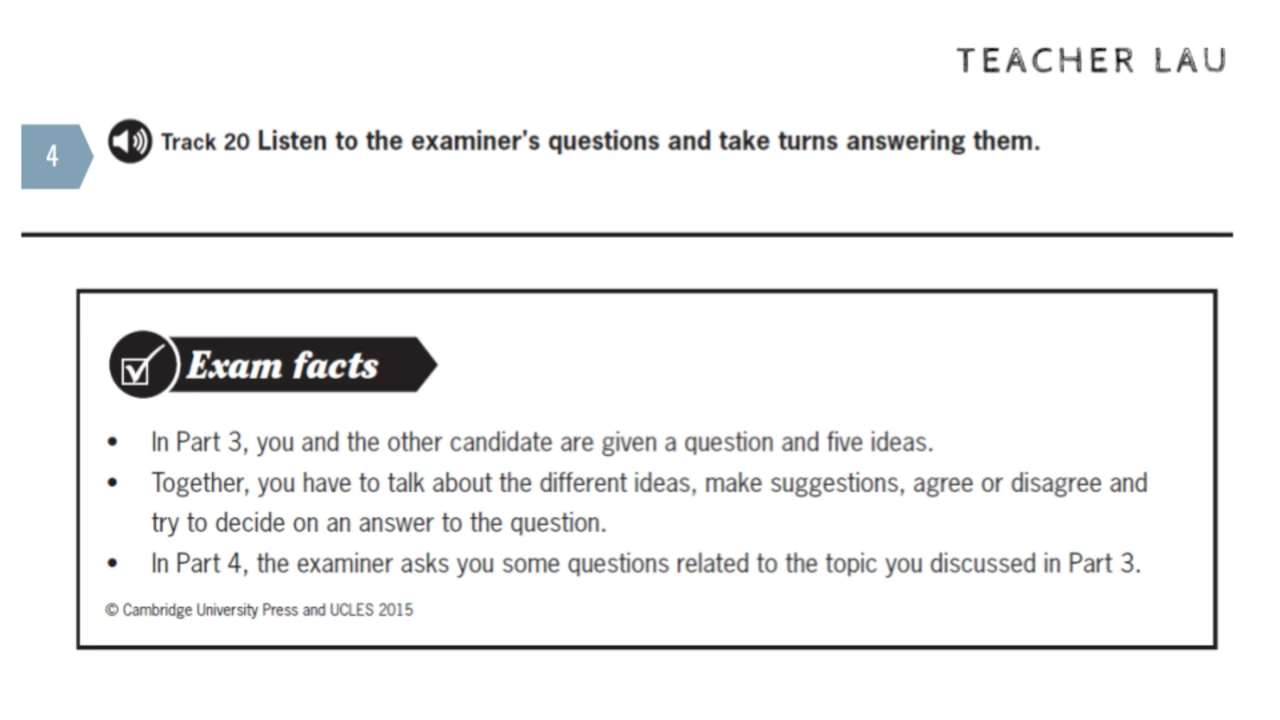 TEACHER LAU
4
Track 20 Listen to the examiner's questions and take turns answering them.
Exam facts
• In Part 3, you and the other candidate are given a question and five ideas.
• Together, you have to talk about the different ideas, make suggestions, agree or disagree and
try to decide on an answer to the question.
• In Part 4, the examiner asks you some questions related to the topic you discussed in Part 3.
© Cambridge University Press and UCLES 2015